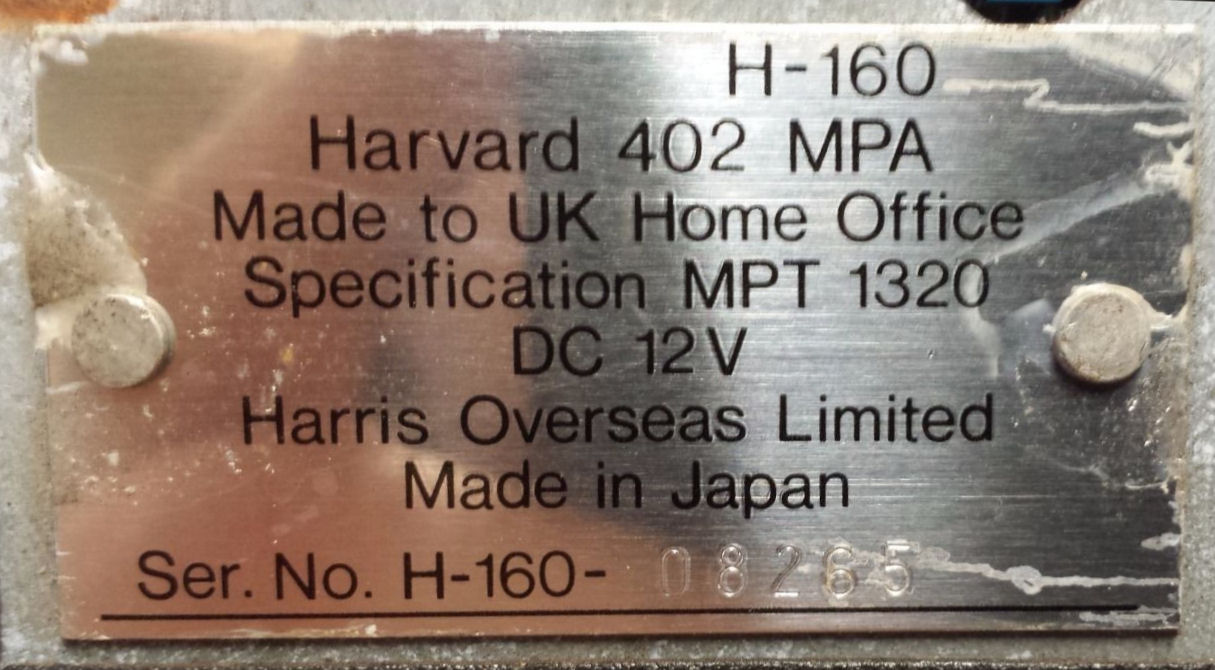 H-160
Harvard 402 MPA
Made to UK Home Office
Specification MPT 1320
DC 12V
Harris Overseas Limited
Made in Japan
Ser. No. H-160- 08265